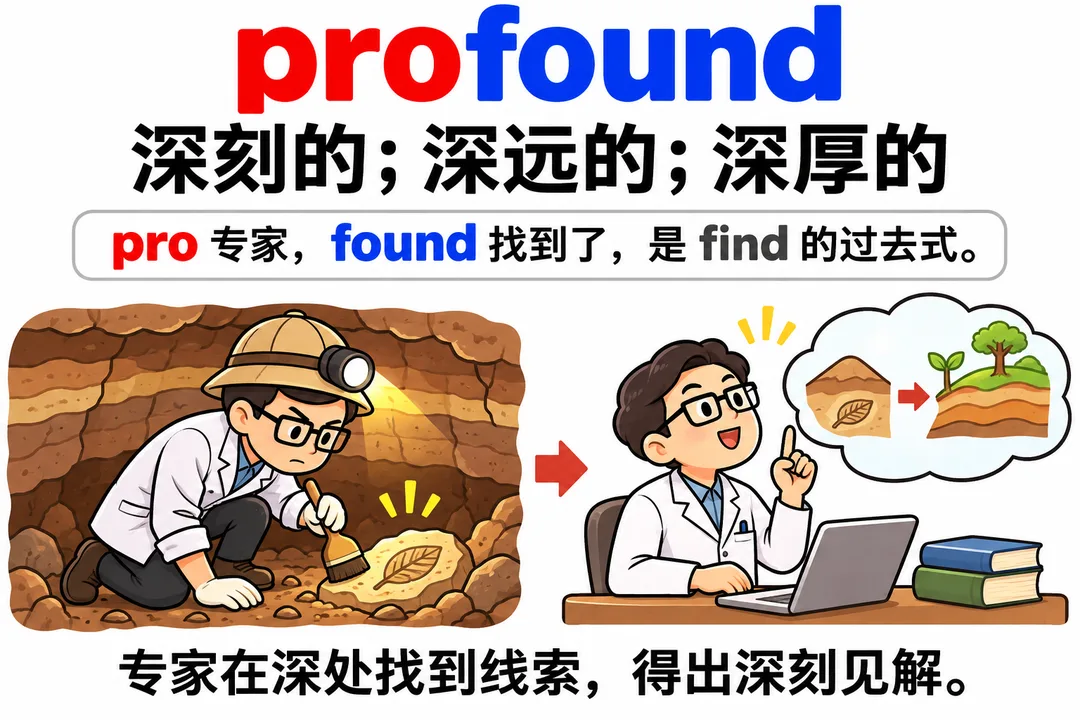 profound
深刻的；深远的；深厚的
pro 专家，found 找到了，是 find 的过去式。
专家在深处找到线索，得出深刻见解。